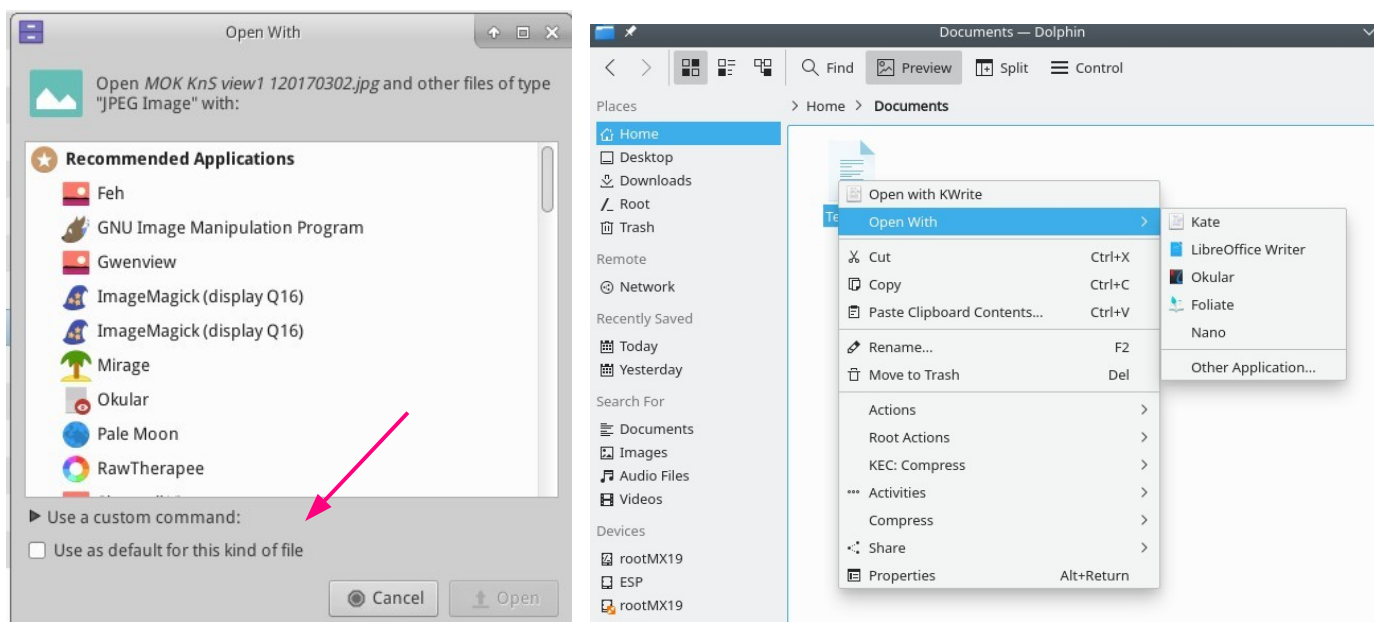 Open With
Open MOK KnS view1 120170302.jpg and other files of type
"JPEG Image" with:
Recommended Applications
Feh
GNU Image Manipulation Program
Gwenview
ImageMagick (display Q16)
ImageMagick (display Q16)
Mirage
Okular
Pale Moon
RawTherapee
Use a custom command:
Use as default for this kind of file
Cancel
Open
Documents — Dolphin
Find
Preview
Split
Control
Places
Home
Desktop
Downloads
Root
Trash
Remote
Network
Recently Saved
Today
Yesterday
Search For
Documents
Images
Audio Files
Videos
Devices
rootMX19
ESP
rootMX19
> Home > Documents
Te
Open with KWrite
Open With
Cut Ctrl+X
Copy Ctrl+C
Paste Clipboard Contents... Ctrl+V
Rename... F2
Move to Trash Del
Actions
Root Actions
KEC: Compress
Activities
Compress
Share
Properties Alt+Return
Kate
LibreOffice Writer
Okular
Foliate
Nano
Other Application...